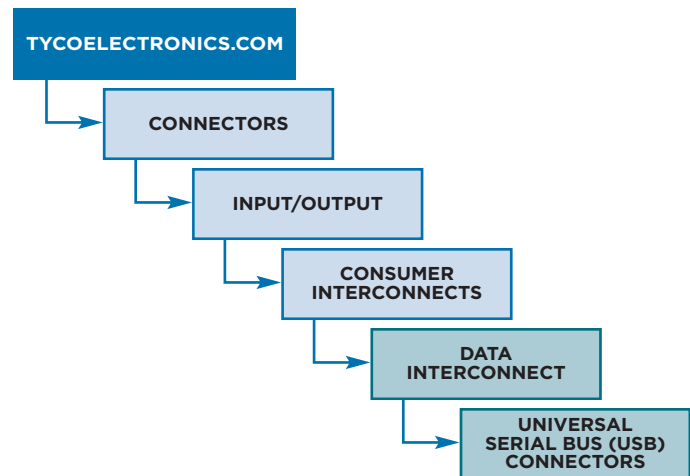 TYCOELECTRONICS.COM
CONNECTORS
INPUT/OUTPUT
CONSUMER
INTERCONNECTS
DATA
INTERCONNECT
UNIVERSAL
SERIAL BUS (USB)
CONNECTORS